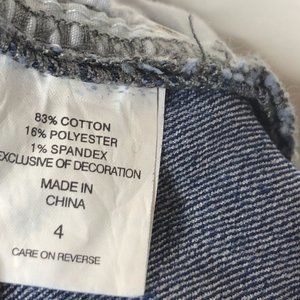 83% COTTON
16% POLYESTER
1% SPANDEX
EXCLUSIVE OF DECORATION
MADE IN
CHINA
4
CARE ON REVERSE